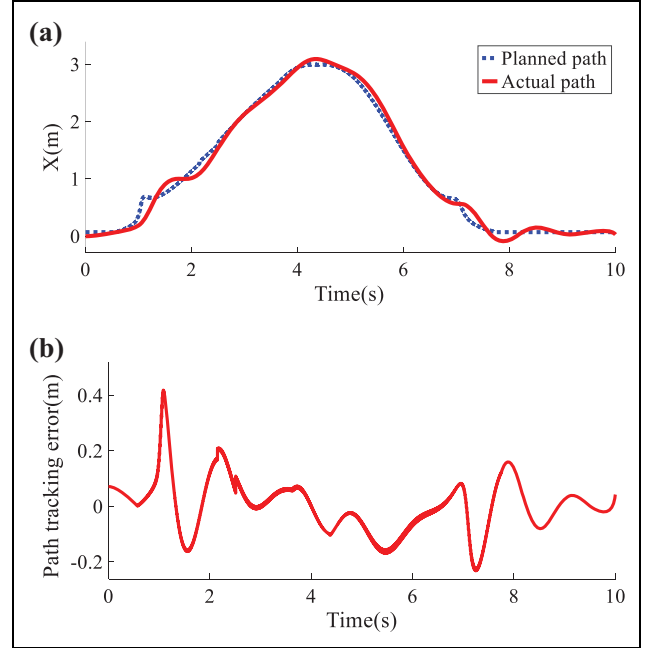 (a)
3
2
1
0
X(m)
Planned path
Actual path
0 2 4 6 8 10
Time(s)
(b)
0.4
0.2
0
-0.2
Path tracking error(m)
0 2 4 6 8 10
Time(s)